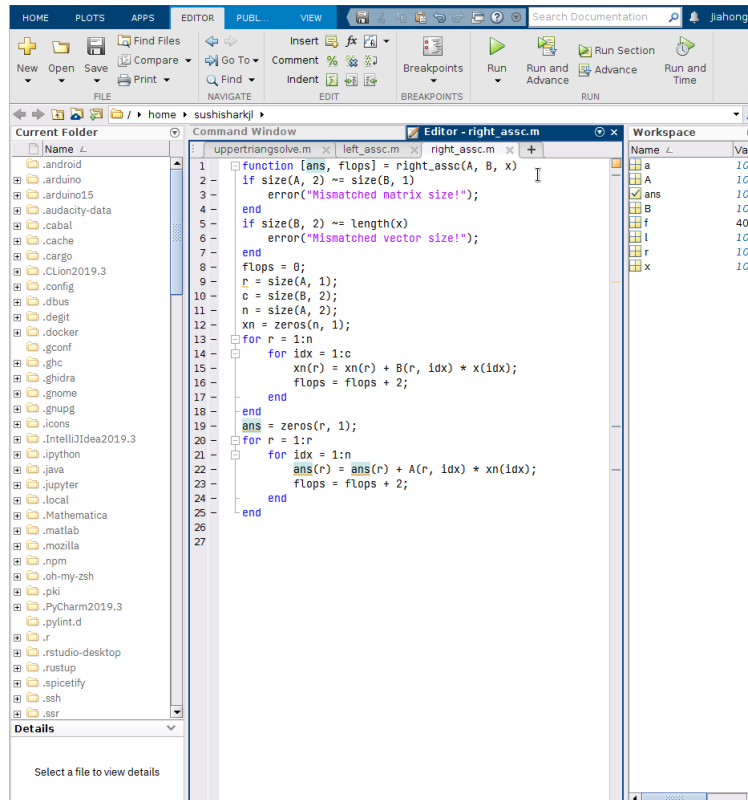 HOME PLOTS APPS EDITOR PUBL... VIEW Search Documentation Jiahong
New Open Save Find Files Compare Print
Go To Find
Insert fx Comment % Indent
Breakpoints Run Run and Advance Run Section Advance Run and Time
FILE NAVIGATE EDIT BREAKPOINTS RUN
/ home sushisharkjl
Current Folder
Name
.android
.arduino
.arduino15
.audacity-data
.cabal
.cache
.cargo
.CLion2019.3
.config
.dbus
.degit
.docker
.gconf
.ghc
.ghidra
.gnome
.gnupg
.icons
.IntelliJIdea2019.3
.ipython
.java
.jupyter
.local
.Mathematica
.matlab
.mozilla
.npm
.oh-my-zsh
.pki
.PyCharm2019.3
.pylint.d
.r
.rstudio-desktop
.rustup
.spicetify
.ssh
.ssr
Details
Select a file to view details
Command Window Editor - right_assc.m
uppertriangsolve.m left_assc.m right_assc.m +
1 function [ans, flops] = right_assc(A, B, x)
2 - if size(A, 2) ~= size(B, 1)
3 - error("Mismatched matrix size!");
4 - end
5 - if size(B, 2) ~= length(x)
6 - error("Mismatched vector size!");
7 - end
8 - flops = 0;
9 - r = size(A, 1);
10 - c = size(B, 2);
11 - n = size(A, 2);
12 - xn = zeros(n, 1);
13 - for r = 1:n
14 - for idx = 1:c
15 - xn(r) = xn(r) + B(r, idx) * x(idx);
16 - flops = flops + 2;
17 - end
18 - end
19 - ans = zeros(r, 1);
20 - for r = 1:r
21 - for idx = 1:n
22 - ans(r) = ans(r) + A(r, idx) * xn(idx);
23 - flops = flops + 2;
24 - end
25 - end
26
27
Workspace
Name Va
a 10
A 10
ans 10
B 10
f 40
l 10
r 10
x 10